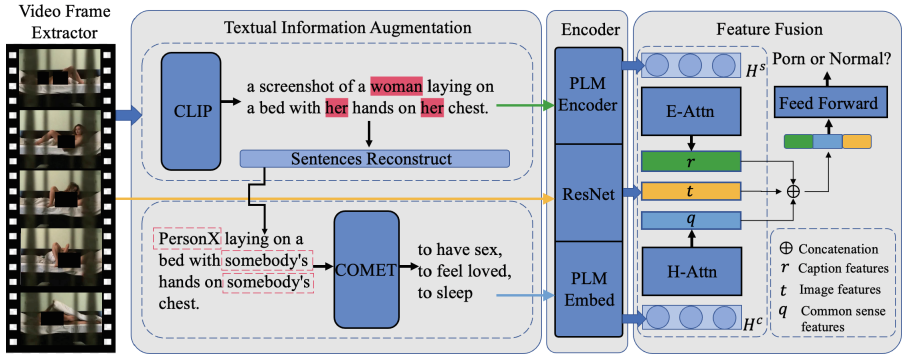 Video Frame
Extractor
Textual Information Augmentation
CLIP
a screenshot of a woman laying on
a bed with her hands on her chest.
Sentences Reconstruct
PersonX laying on a
bed with somebody's
hands on somebody's
chest.
COMET
to have sex,
to feel loved,
to sleep
Encoder
PLM
Encoder
ResNet
PLM
Embed
Feature Fusion
H^s
E-Attn
r
t
q
H-Attn
H^c
Porn or Normal?
Feed Forward
⊕ Concatenation
r Caption features
t Image features
q Common sense
features